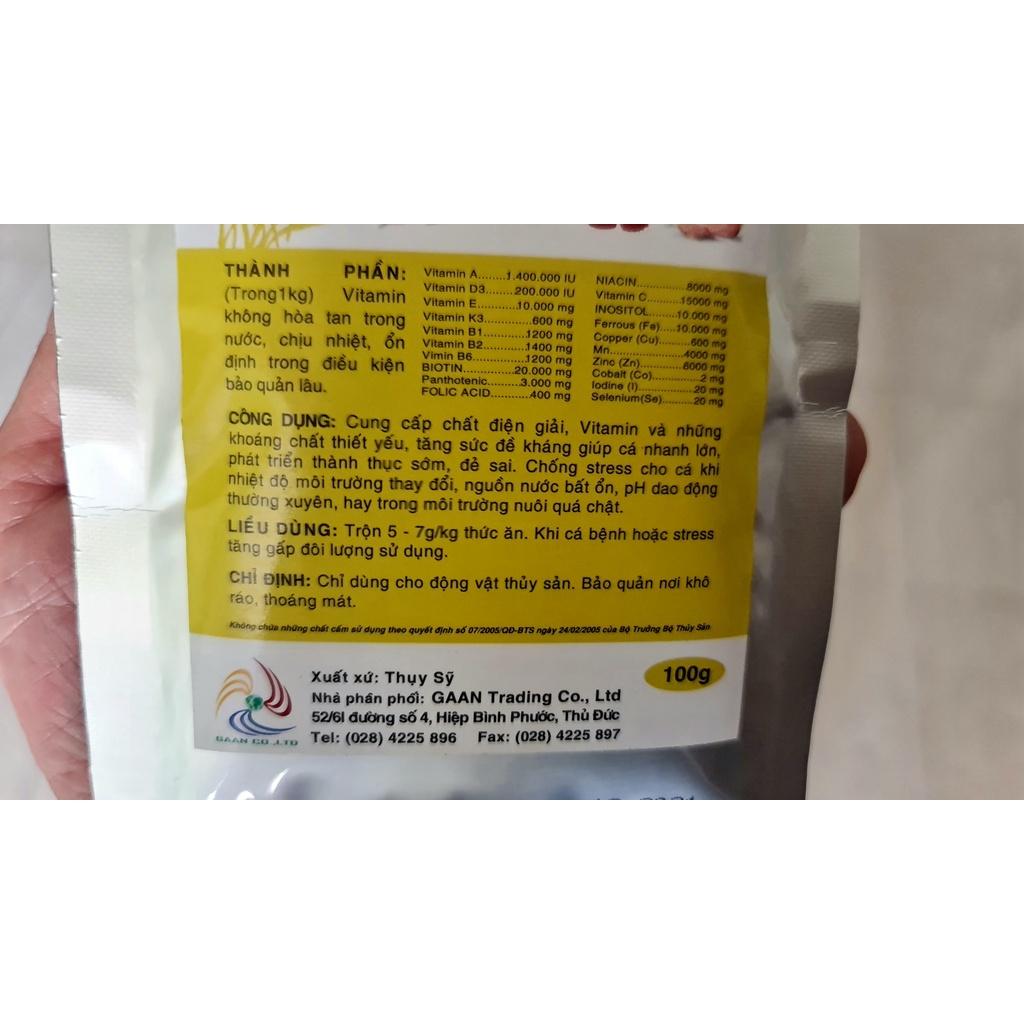 THÀNH PHẦN:
(Trong1kg) Vitamin
không hòa tan trong
nước, chịu nhiệt, ổn
định trong điều kiện
bảo quản lâu.
Vitamin A........1.400.000 IU
Vitamin D3........200.000 IU
Vitamin E...........10.000 mg
Vitamin K3.............600 mg
Vitamin B1...........1200 mg
Vitamin B2...........1400 mg
Vimin B6..............1200 mg
BIOTIN.............20.000 mg
Panthotenic........3.000 mg
FOLIC ACID..........400 mg
NIACIN............8000 mg
Vitamin C........15000 mg
INOSITOL........10.000 mg
Ferrous (Fe)....10.000 mg
Copper (Cu)........600 mg
Mn..................4000 mg
Zinc (Zn)..........8000 mg
Cobalt (Co)............2 mg
Iodine (I)..............20 mg
Selenium(Se).........20 mg
CÔNG DỤNG: Cung cấp chất điện giải, Vitamin và những
khoáng chất thiết yếu, tăng sức đề kháng giúp cá nhanh lớn,
phát triển thành thục sớm, đẻ sai. Chống stress cho cá khi
nhiệt độ môi trường thay đổi, nguồn nước bất ổn, pH dao động
thường xuyên, hay trong môi trường nuôi quá chật.
LIỀU DÙNG: Trộn 5 - 7g/kg thức ăn. Khi cá bệnh hoặc stress
tăng gấp đôi lượng sử dụng.
CHỈ ĐỊNH: Chỉ dùng cho động vật thủy sản. Bảo quản nơi khô
ráo, thoáng mát.
Không chứa những chất cấm sử dụng theo quyết định số 07/2005/QĐ-BTS ngày 24/02/2005 của Bộ Trưởng Bộ Thủy Sản
Xuất xứ: Thụy Sỹ
100g
Nhà phân phối: GAAN Trading Co., Ltd
52/6I đường số 4, Hiệp Bình Phước, Thủ Đức
Tel: (028) 4225 896 Fax: (028) 4225 897
GAAN CO .,LTD